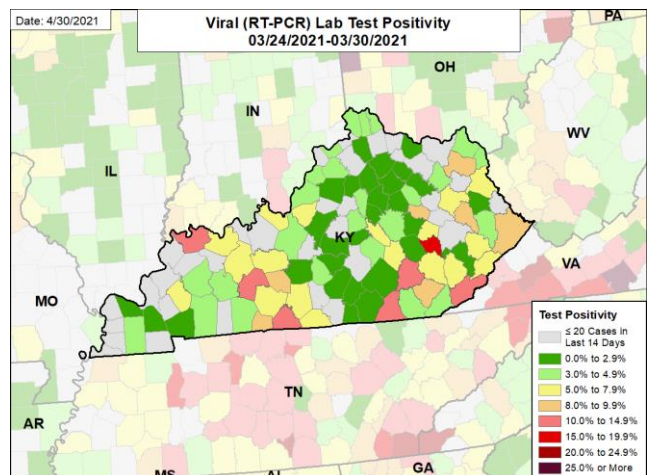 Date: 4/30/2021
Viral (RT-PCR) Lab Test Positivity
03/24/2021-03/30/2021
PA
OH
IN
WV
IL
KY
MO
VA
TN
AR
MS
AL
GA
Test Positivity
≤ 20 Cases in
Last 14 Days
0.0% to 2.9%
3.0% to 4.9%
5.0% to 7.9%
8.0% to 9.9%
10.0% to 14.9%
15.0% to 19.9%
20.0% to 24.9%
25.0% or More